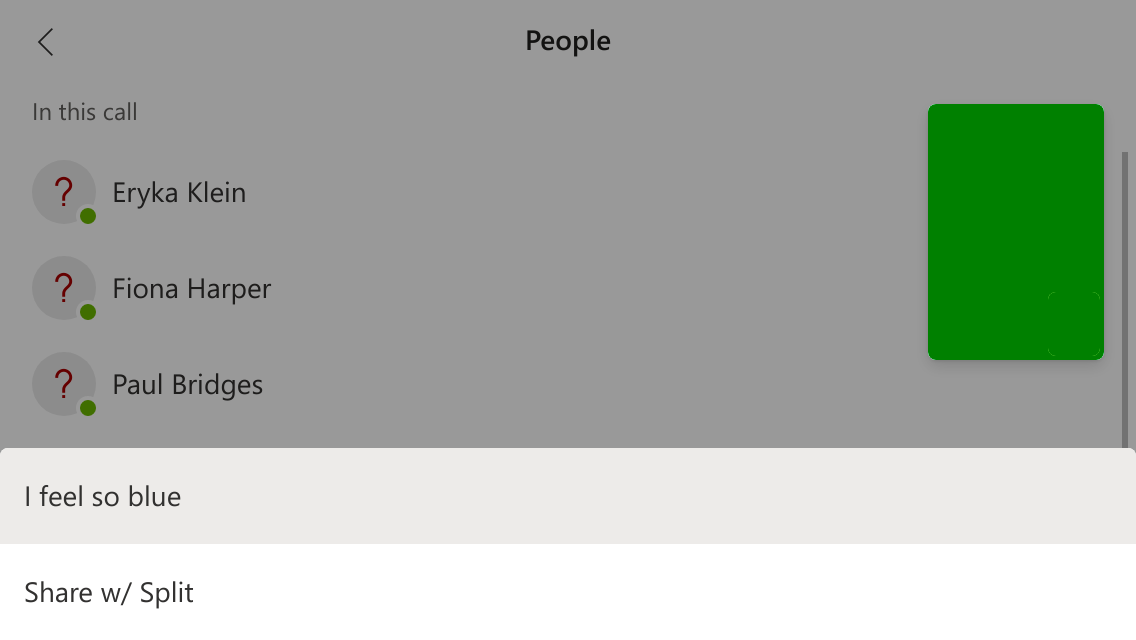 People
In this call
?
Eryka Klein
?
Fiona Harper
?
Paul Bridges
I feel so blue
Share w/ Split